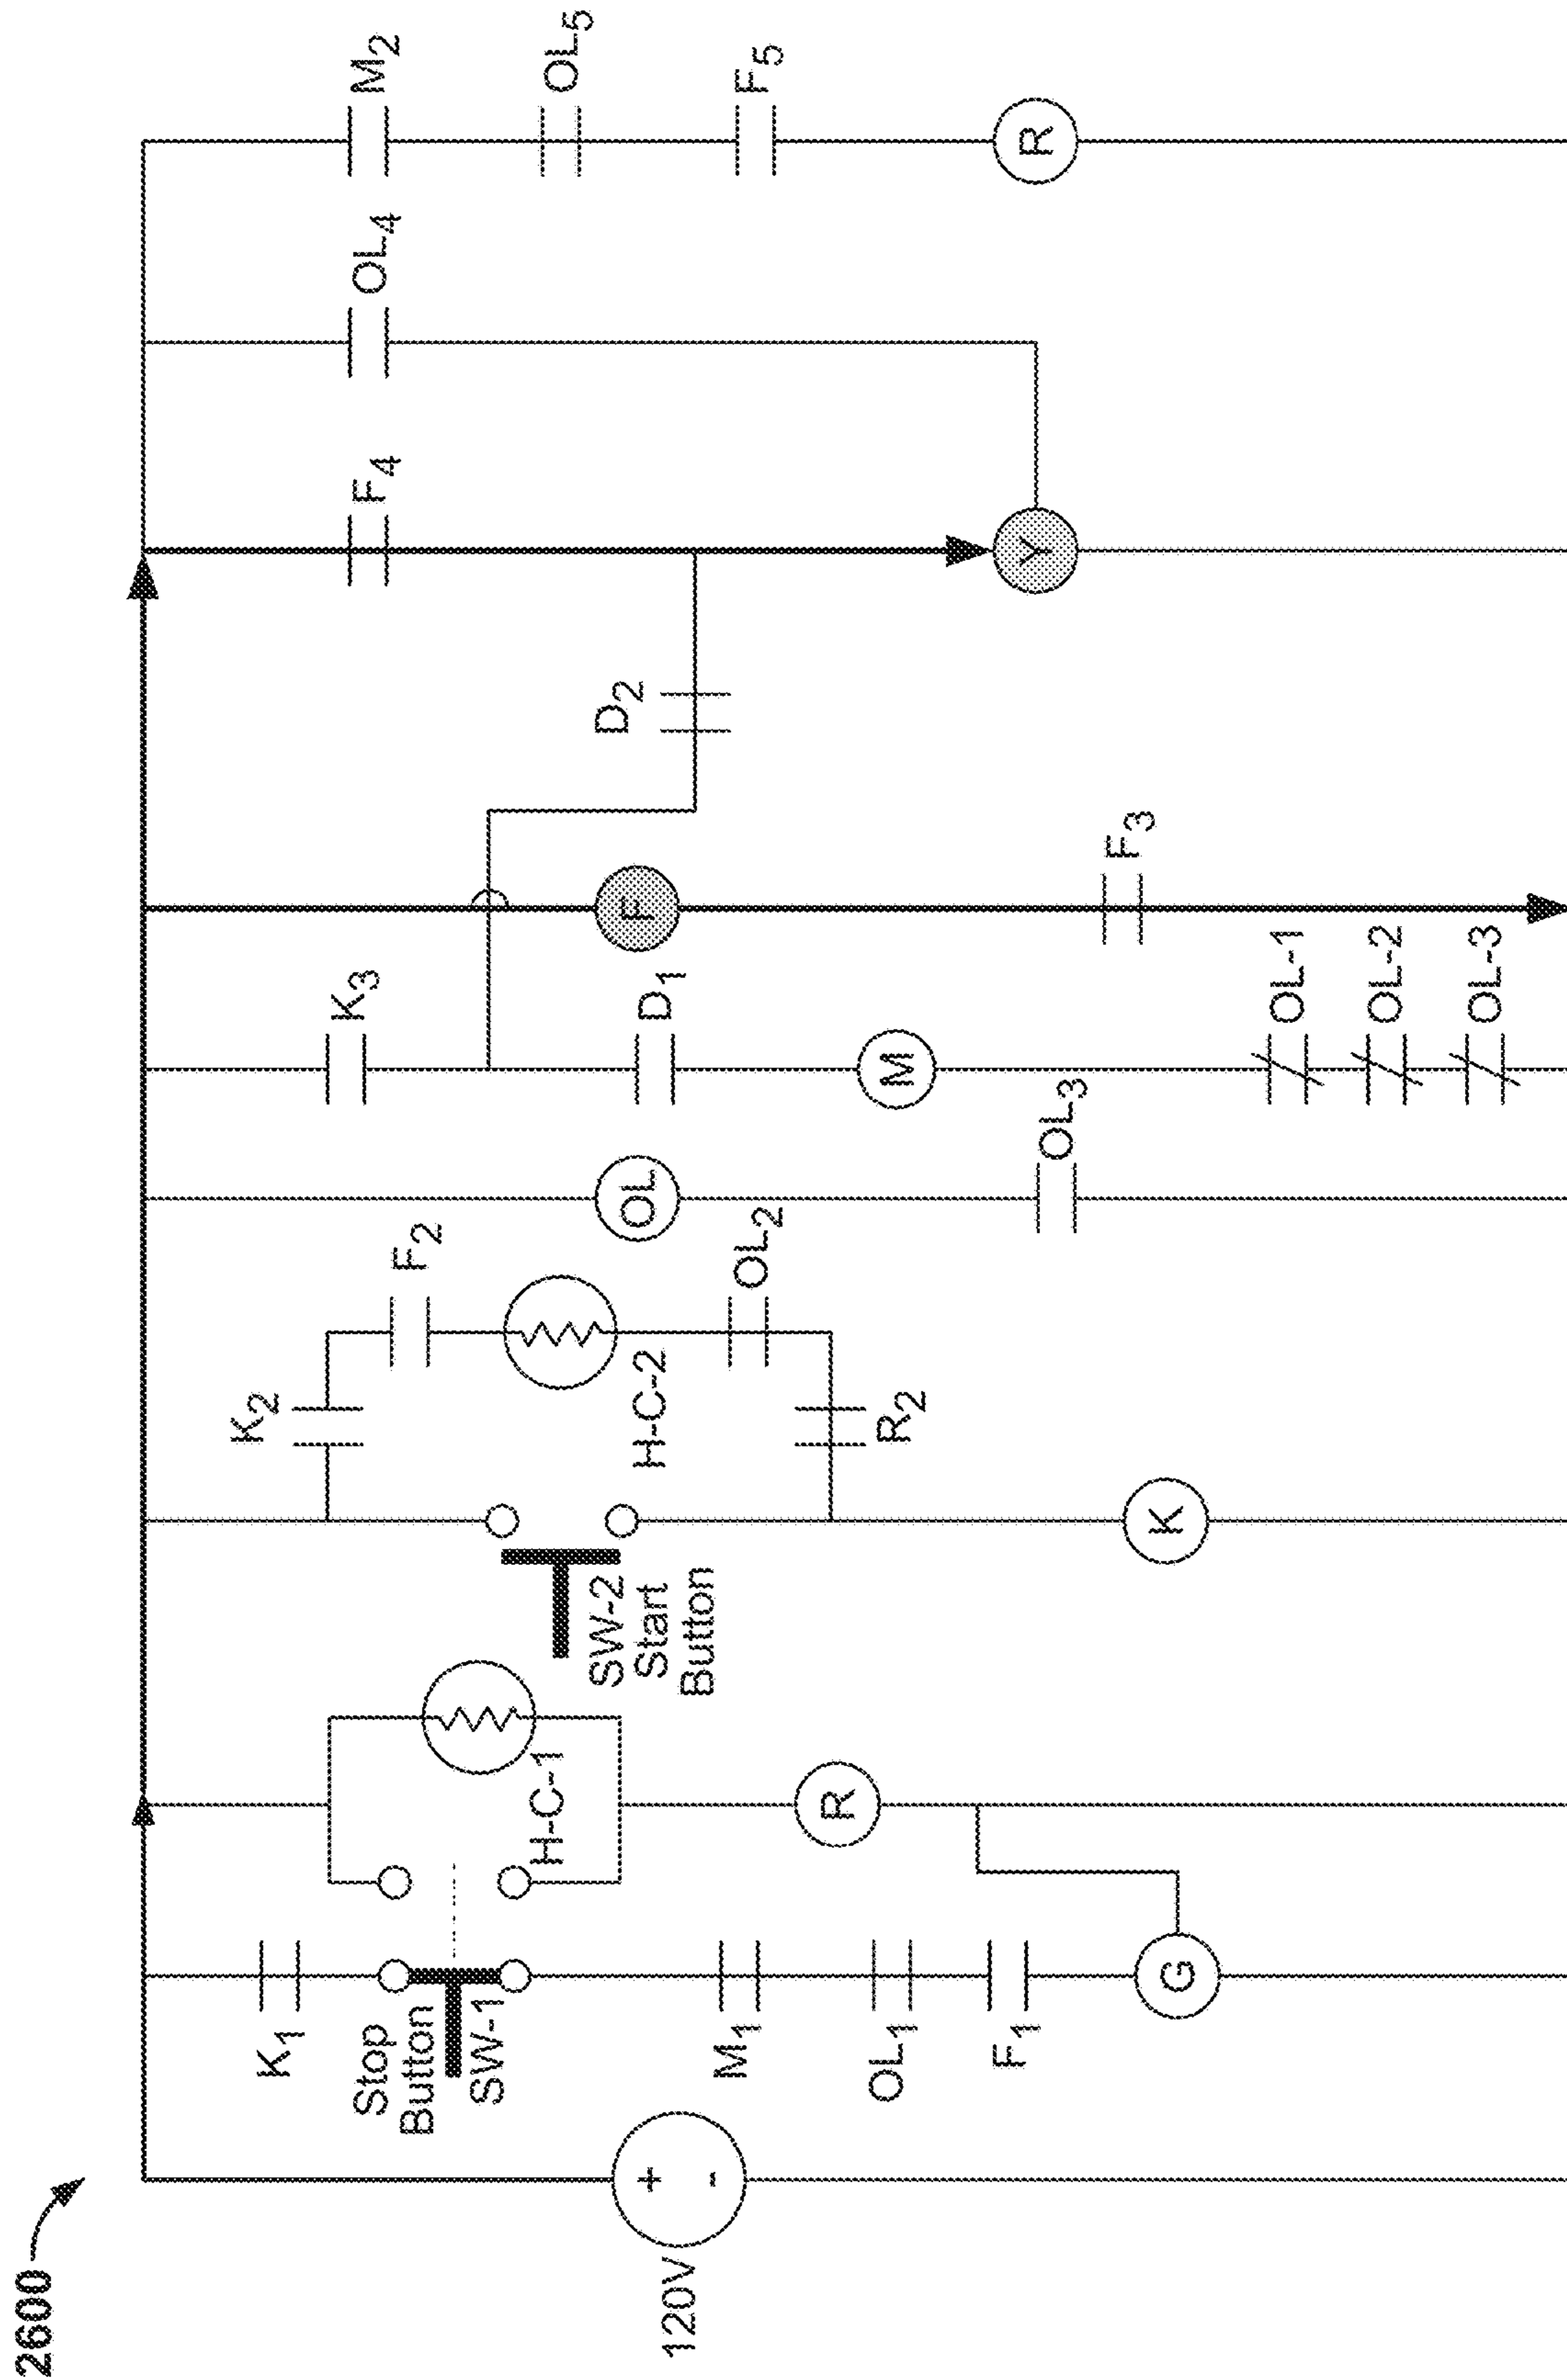 2600
120V
+
-
K1
Stop
Button
SW-1
M1
OL1
F1
G
H-C-1
R
SW-2
Start
Button
K2
F2
H-C-2
OL2
R2
K
OL
OL3
K3
D1
M
OL-1
OL-2
OL-3
F
F3
D2
F4
Y
OL4
M2
OL5
F5
R